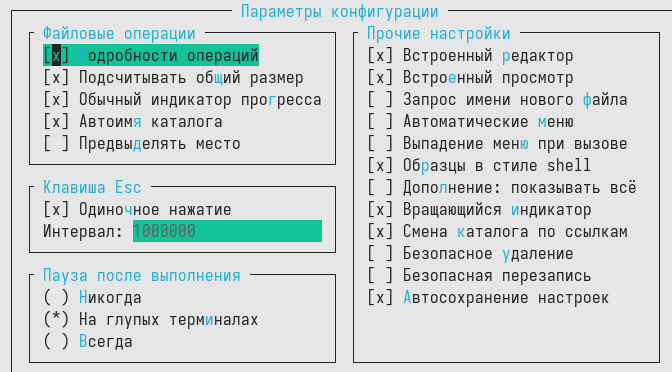 Параметры конфигурации
Файловые операции
[x] Подробности операций
[x] Подсчитывать общий размер
[x] Обычный индикатор прогресса
[x] Автоимя каталога
[ ] Предвыделять место
Клавиша Esc
[x] Одиночное нажатие
Интервал: 1000000
Пауза после выполнения
( ) Никогда
(*) На глупых терминалах
( ) Всегда
Прочие настройки
[x] Встроенный редактор
[x] Встроенный просмотр
[ ] Запрос имени нового файла
[ ] Автоматические меню
[ ] Выпадение меню при вызове
[x] Образцы в стиле shell
[ ] Дополнение: показывать всё
[x] Вращающийся индикатор
[x] Смена каталога по ссылкам
[ ] Безопасное удаление
[ ] Безопасная перезапись
[x] Автосохранение настроек